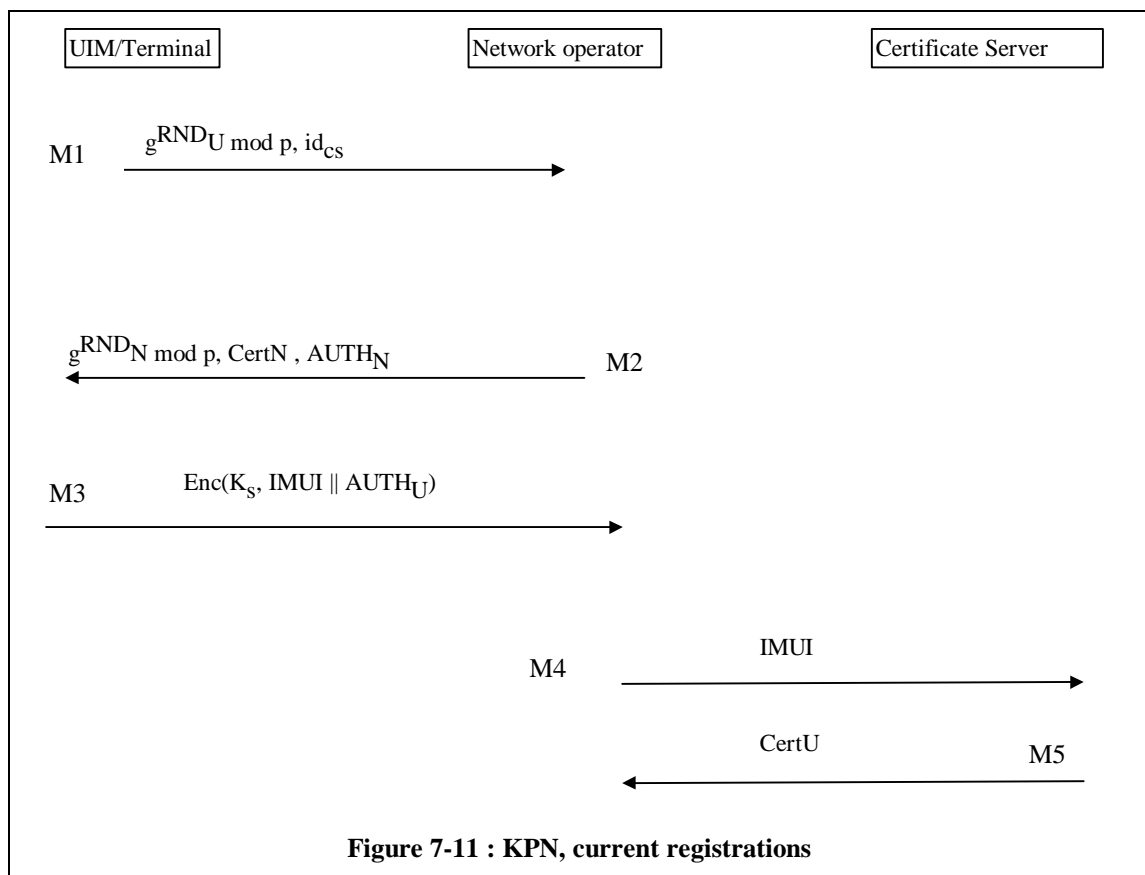 UIM/Terminal Network operator Certificate Server
M1 g^RND_U mod p, id_cs
g^RND_N mod p, CertN , AUTH_N M2
M3 Enc(K_s, IMUI || AUTH_U)
M4 IMUI
CertU M5
Figure 7-11 : KPN, current registrations